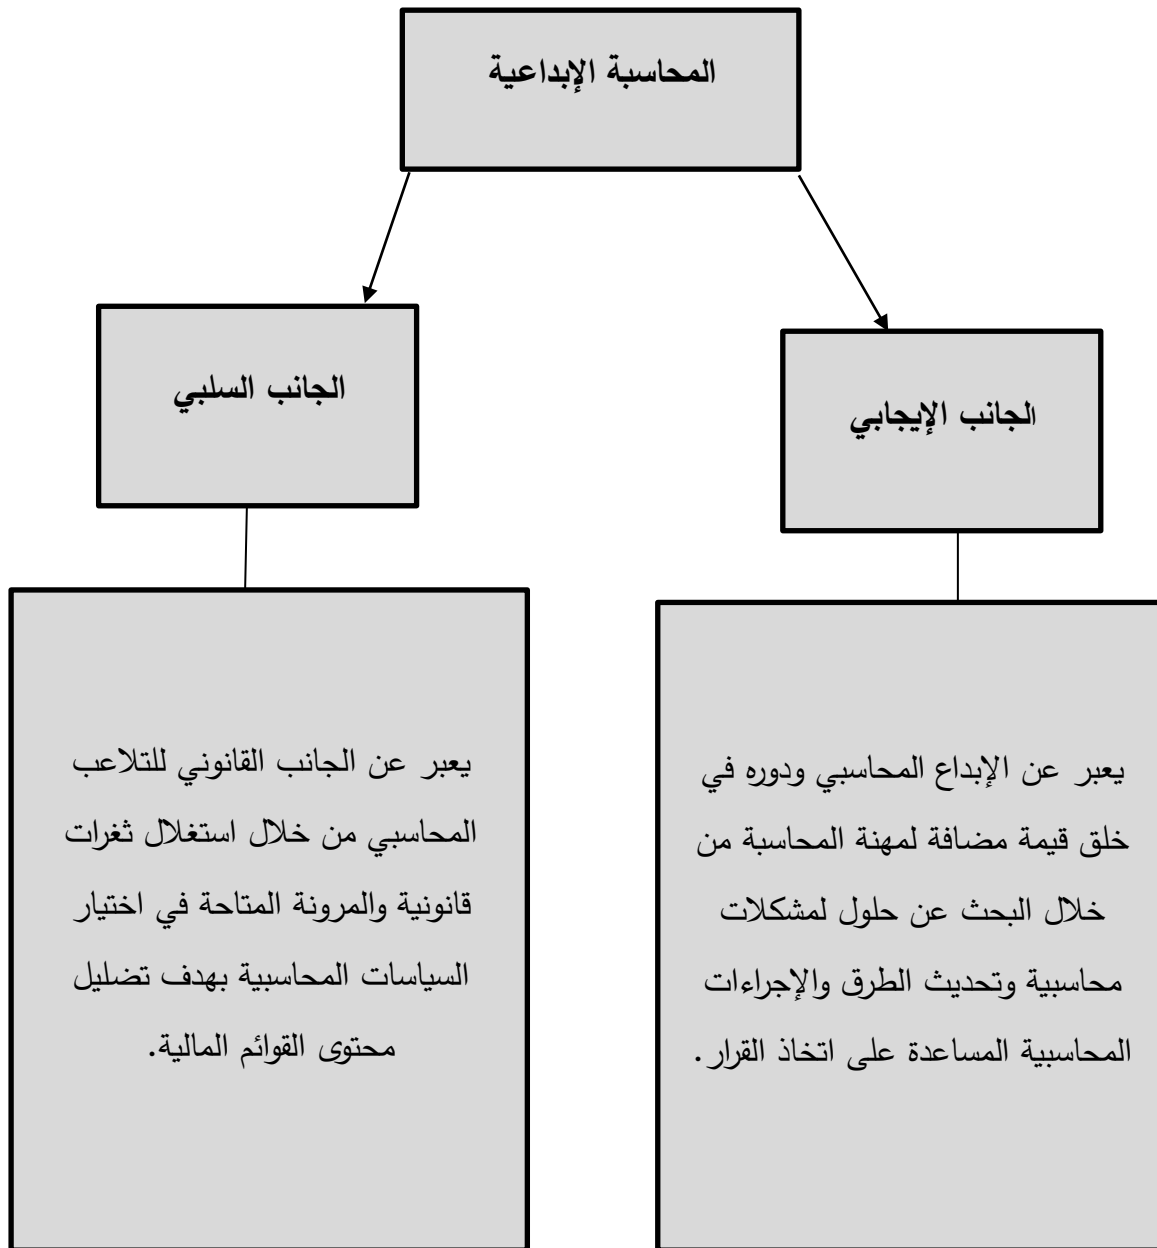 المحاسبة الإبداعية
الجانب الإيجابي
الجانب السلبي
يعبر عن الإبداع المحاسبي ودوره في
خلق قيمة مضافة لمهنة المحاسبة من
خلال البحث عن حلول لمشكلات
محاسبية وتحديث الطرق والإجراءات
المحاسبية المساعدة على اتخاذ القرار.
يعبر عن الجانب القانوني للتلاعب
المحاسبي من خلال استغلال ثغرات
قانونية والمرونة المتاحة في اختيار
السياسات المحاسبية بهدف تضليل
محتوى القوائم المالية.